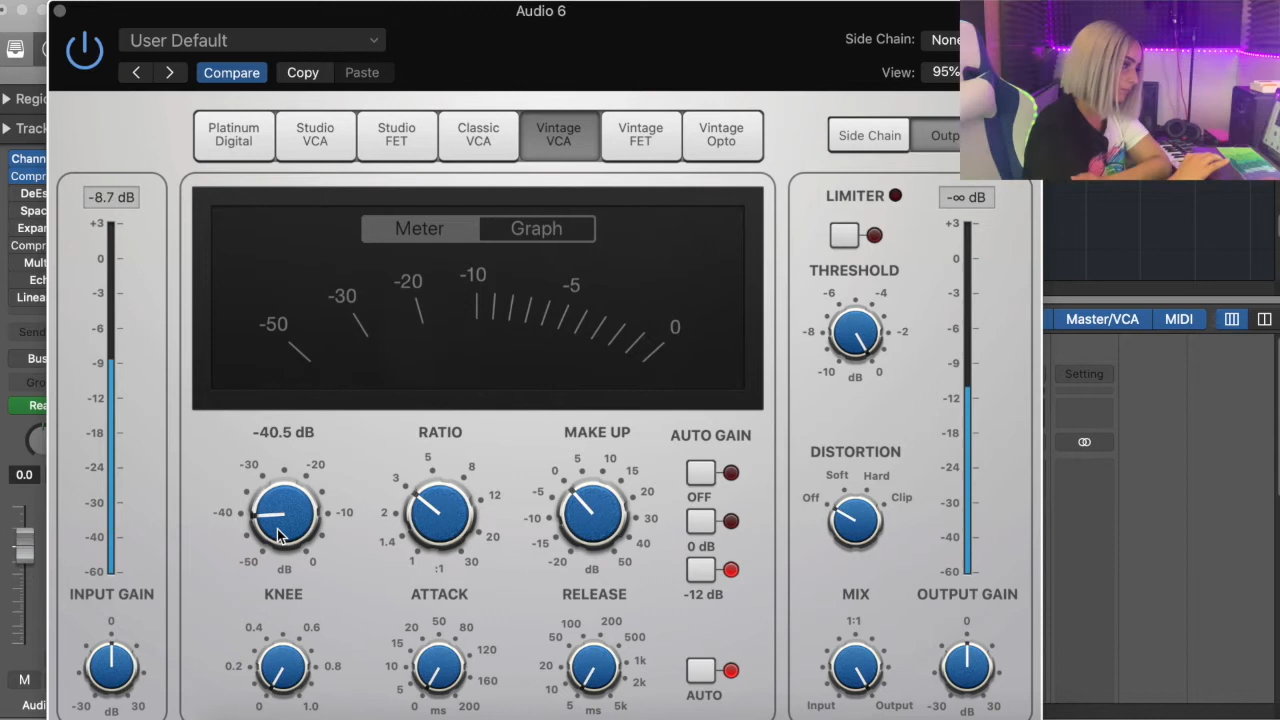 Audio 6
User Default
Side Chain:
None
Compare
Copy
Paste
View:
95%
Regio
Track
Chann
Compr
DeEs
Spac
Expar
Compr
Mult
Ech
Linea
Send
Bus
Gro
Rea
0.0
M
Audi
Platinum
Digital
Studio
VCA
Studio
FET
Classic
VCA
Vintage
VCA
Vintage
FET
Vintage
Opto
Side Chain
Outp
-8.7 dB
+3
0
-3
-6
-9
-12
-18
-24
-30
-40
-60
INPUT GAIN
0
-30
30
dB
Meter
Graph
-50
-30
-20
-10
-5
0
-40.5 dB
-30
-20
-40
-10
-50
0
dB
RATIO
5
3
8
2
12
1.4
20
1
:1
30
MAKE UP
5
10
0
15
-5
20
-10
30
-15
40
-20
dB
50
AUTO GAIN
OFF
0 dB
-12 dB
KNEE
0.4
0.6
0.2
0.8
0
1.0
ATTACK
50
20
80
15
120
10
160
5
0
ms
200
RELEASE
100
200
50
500
20
1k
10
2k
5
ms
5k
AUTO
LIMITER
THRESHOLD
-6
-4
-8
-2
-10
dB
0
DISTORTION
Soft
Hard
Off
Clip
MIX
1:1
Input
Output
-∞ dB
+3
0
-3
-6
-9
-12
-18
-24
-30
-40
-60
OUTPUT GAIN
0
-30
dB
30
Master/VCA
MIDI
Setting